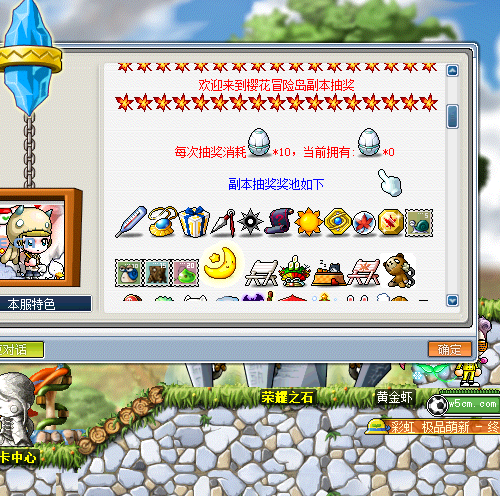 欢迎来到樱花冒险岛副本抽奖
每次抽奖消耗*10，当前拥有:*0
副本抽奖奖池如下
本服特色
对话
确定
荣耀之石
黄金虾
w5cm.com
彩虹 极品萌新 - 终
卡中心